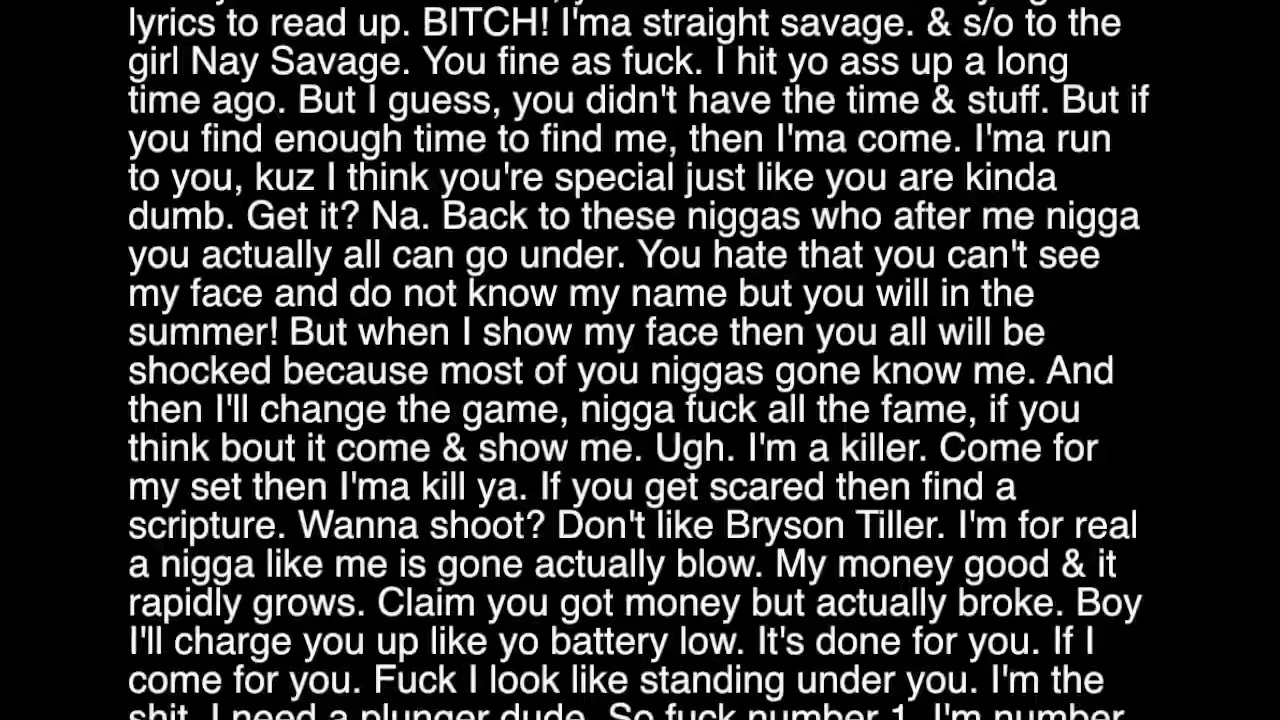 lyrics to read up. BITCH! I'ma straight savage. & s/o to the
girl Nay Savage. You fine as fuck. I hit yo ass up a long
time ago. But I guess, you didn't have the time & stuff. But if
you find enough time to find me, then I'ma come. I'ma run
to you, kuz I think you're special just like you are kinda
dumb. Get it? Na. Back to these niggas who after me nigga
you actually all can go under. You hate that you can't see
my face and do not know my name but you will in the
summer! But when I show my face then you all will be
shocked because most of you niggas gone know me. And
then I'll change the game, nigga fuck all the fame, if you
think bout it come & show me. Ugh. I'm a killer. Come for
my set then I'ma kill ya. If you get scared then find a
scripture. Wanna shoot? Don't like Bryson Tiller. I'm for real
a nigga like me is gone actually blow. My money good & it
rapidly grows. Claim you got money but actually broke. Boy
I'll charge you up like yo battery low. It's done for you. If I
come for you. Fuck I look like standing under you. I'm the
shit. I need a plunger dude. So fuck number 1. I'm number